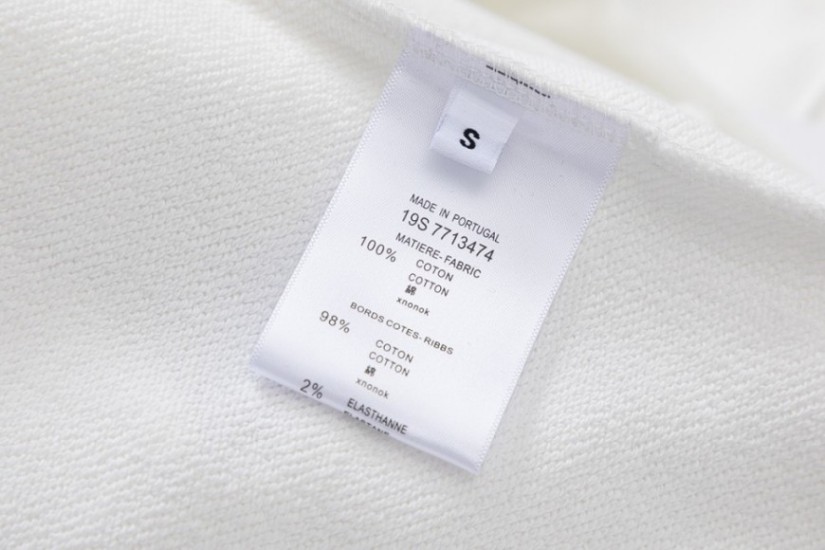 S
MADE IN PORTUGAL
19S 7713474
MATIERE-FABRIC
100% COTON
COTTON
綿
xnonok
BORDS COTES-RIBBS
98% COTON
COTTON
綿
xnonok
2% ELASTHANNE